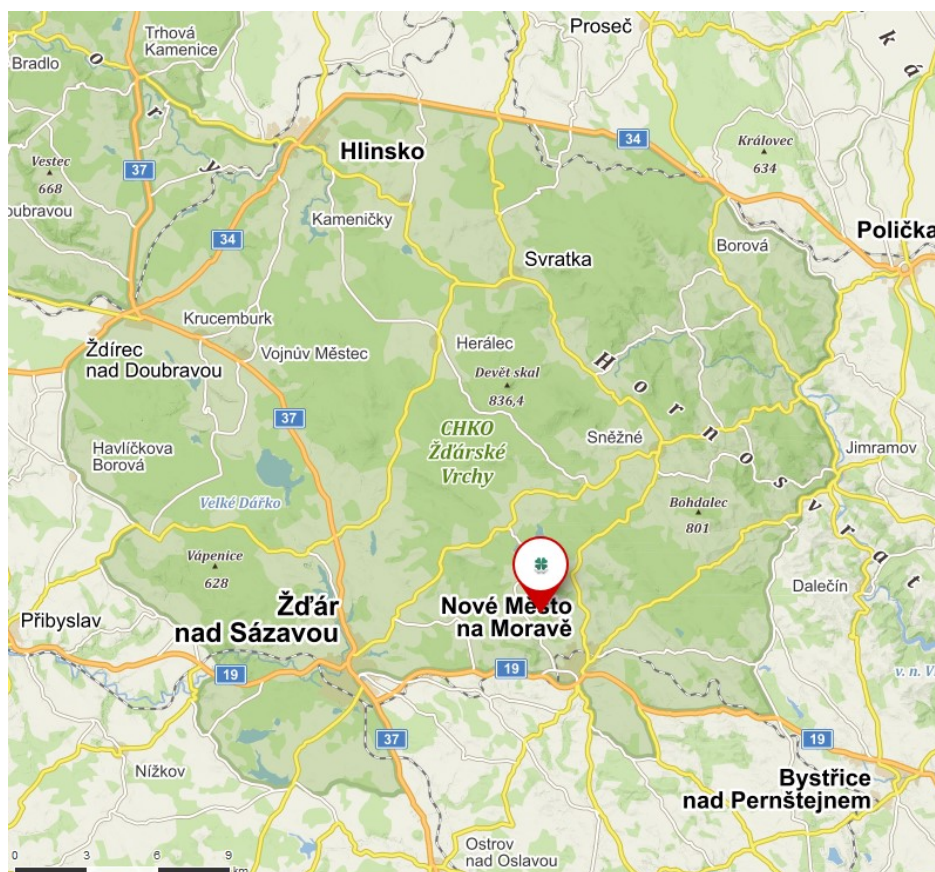 Trhová
Kamenice
Proseč
Bradlo
o
r
y
k
á
34
Královec
634
Vestec
668
37
Hlinsko
Doubravou
Kameničky
34
Borová
Polička
Svratka
Krucemburk
Vojnův Městec
Herálec
Ždírec
nad Doubravou
Devět skal
836,4
H o r n o s v r a t
37
CHKO
Žďárské
Vrchy
Sněžné
Jimramov
Havlíčkova
Borová
Velké Dářko
Bohdalec
801
Vápenice
628
Dalečín
Žďár
nad Sázavou
Nové Město
na Moravě
Přibyslav
19
19
v. n. Vi
37
19
Nížkov
Bystřice
nad Pernštejnem
Ostrov
nad Oslavou
0 3 6 9
km